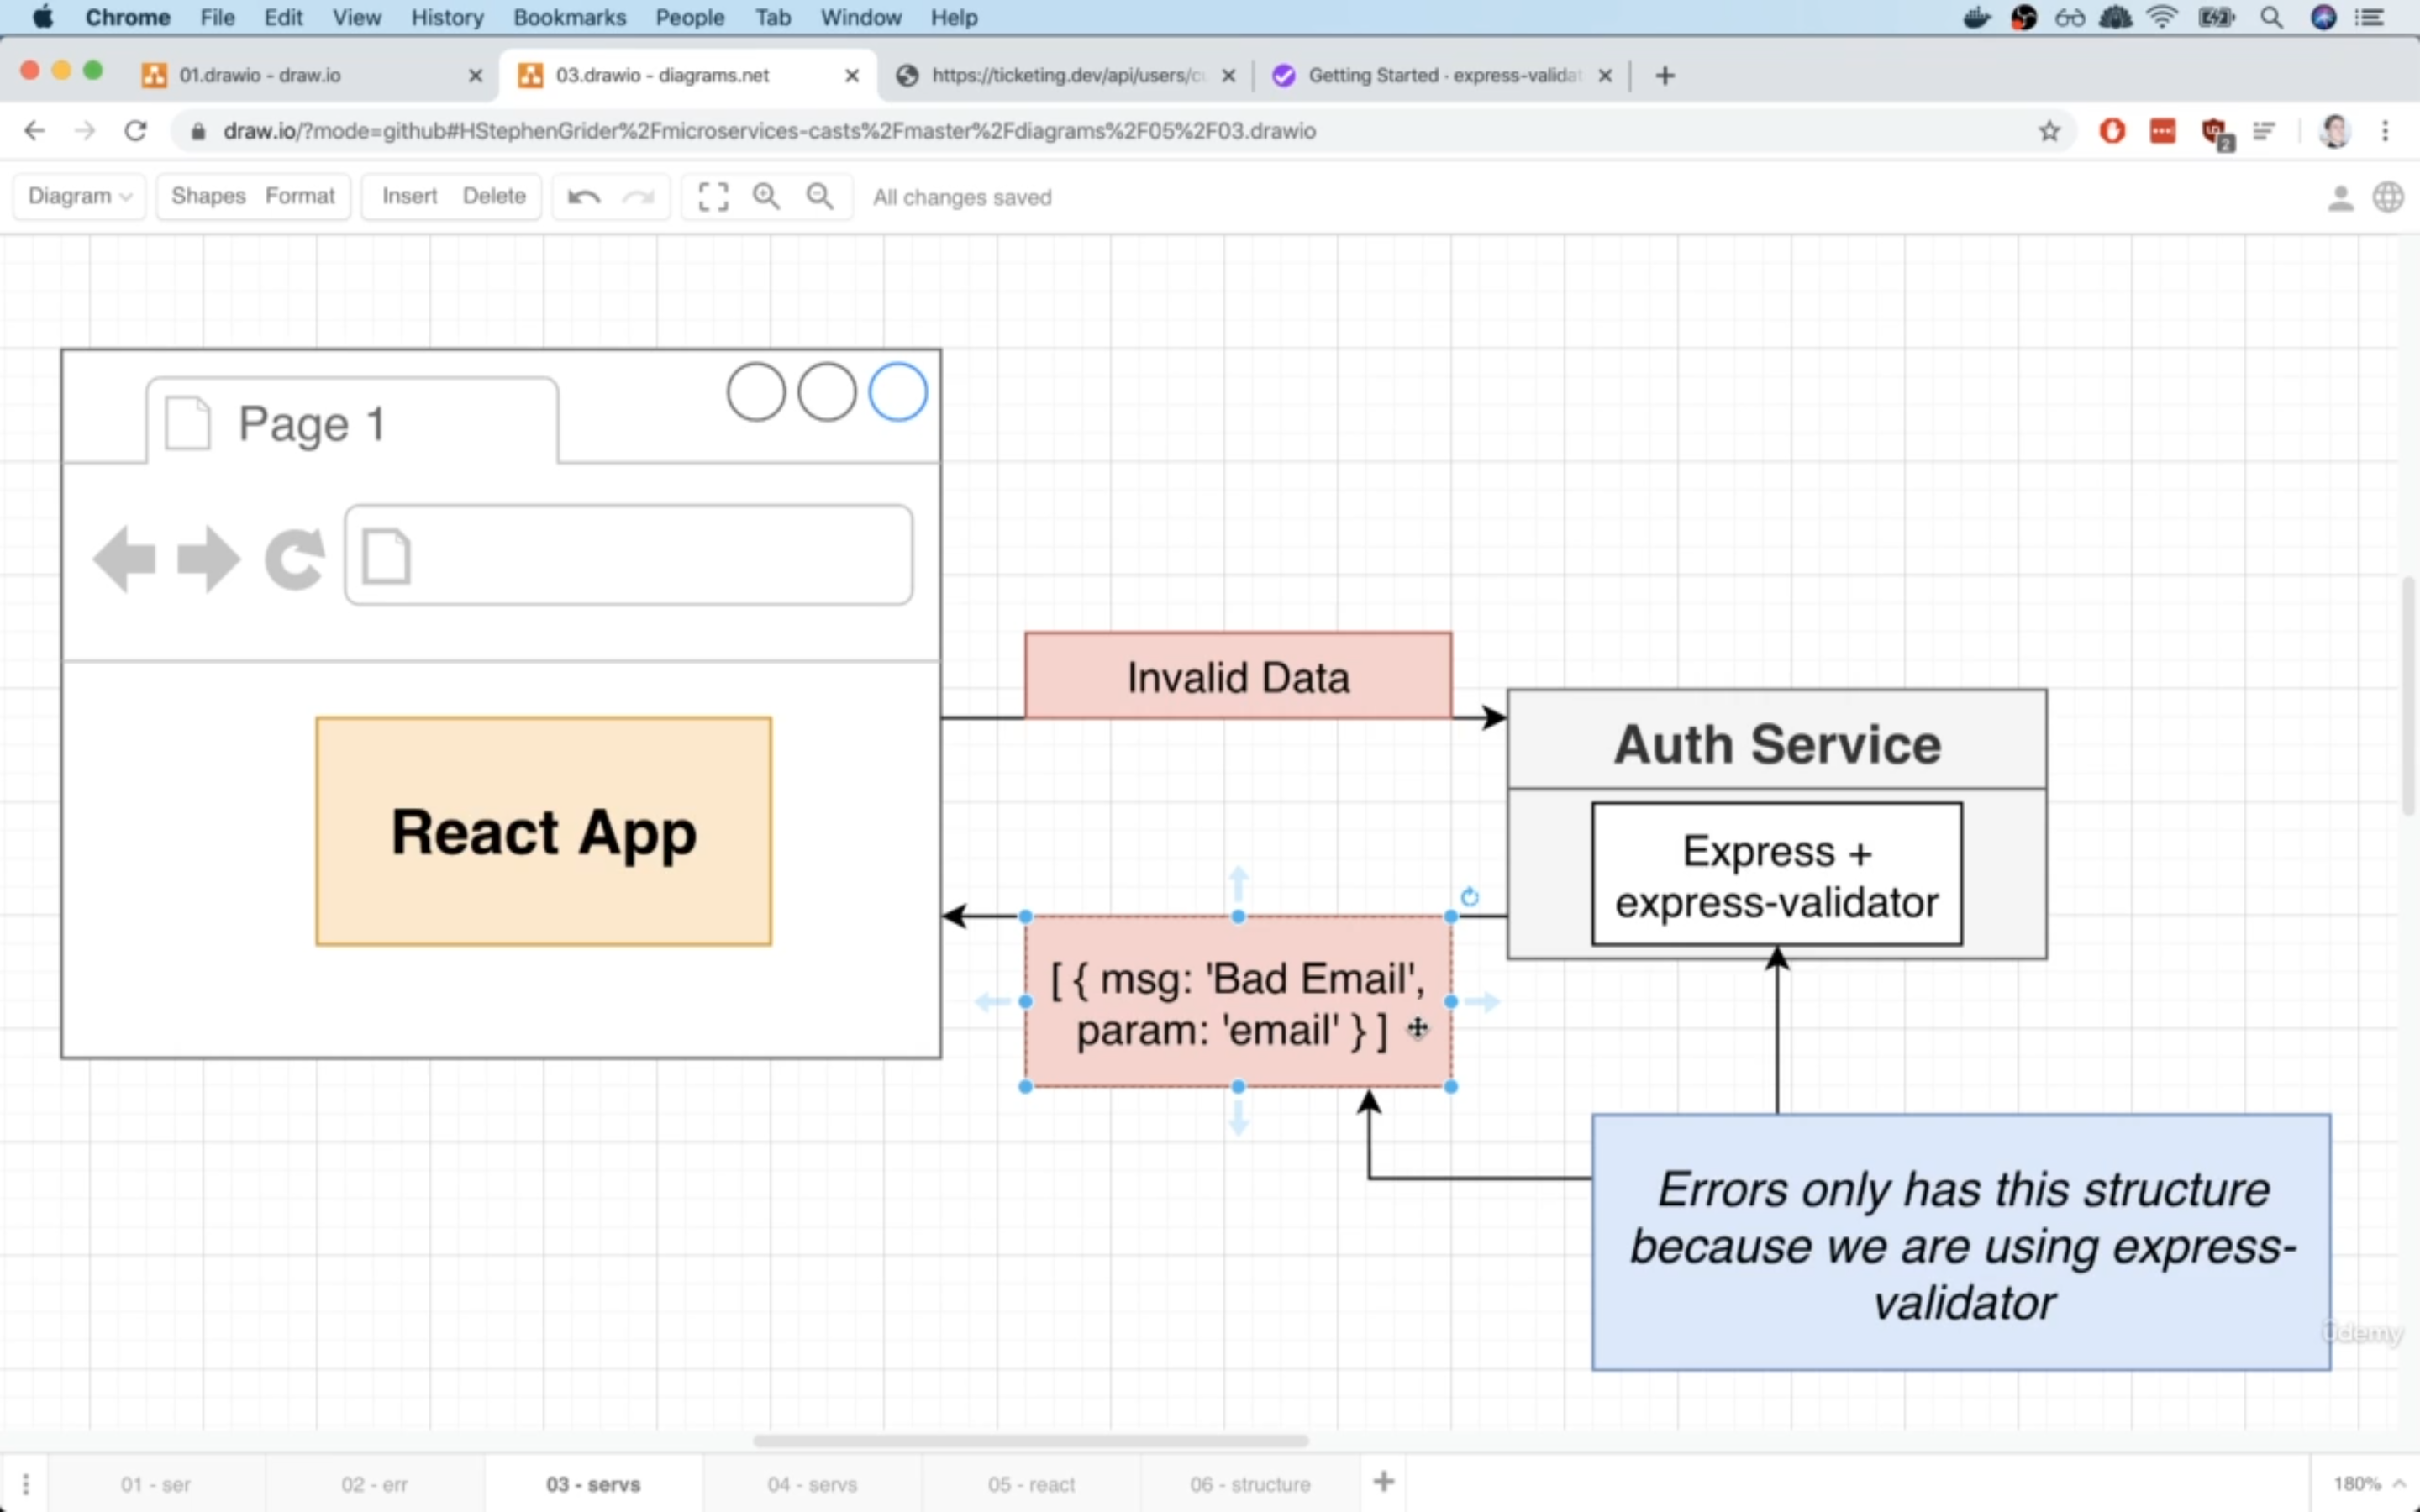 Chrome File Edit View History Bookmarks People Tab Window Help
01.drawio - draw.io
03.drawio - diagrams.net
https://ticketing.dev/api/users/cu
Getting Started · express-validat
draw.io/?mode=github#HStephenGrider%2Fmicroservices-casts%2Fmaster%2Fdiagrams%2F05%2F03.drawio
2
Diagram Shapes Format Insert Delete All changes saved
Page 1
Invalid Data
Auth Service
React App
Express +
express-validator
[ { msg: 'Bad Email',
param: 'email' } ]
Errors only has this structure
because we are using express-
validator
Udemy
01 - ser 02 - err 03 - servs 04 - servs 05 - react 06 - structure
180%